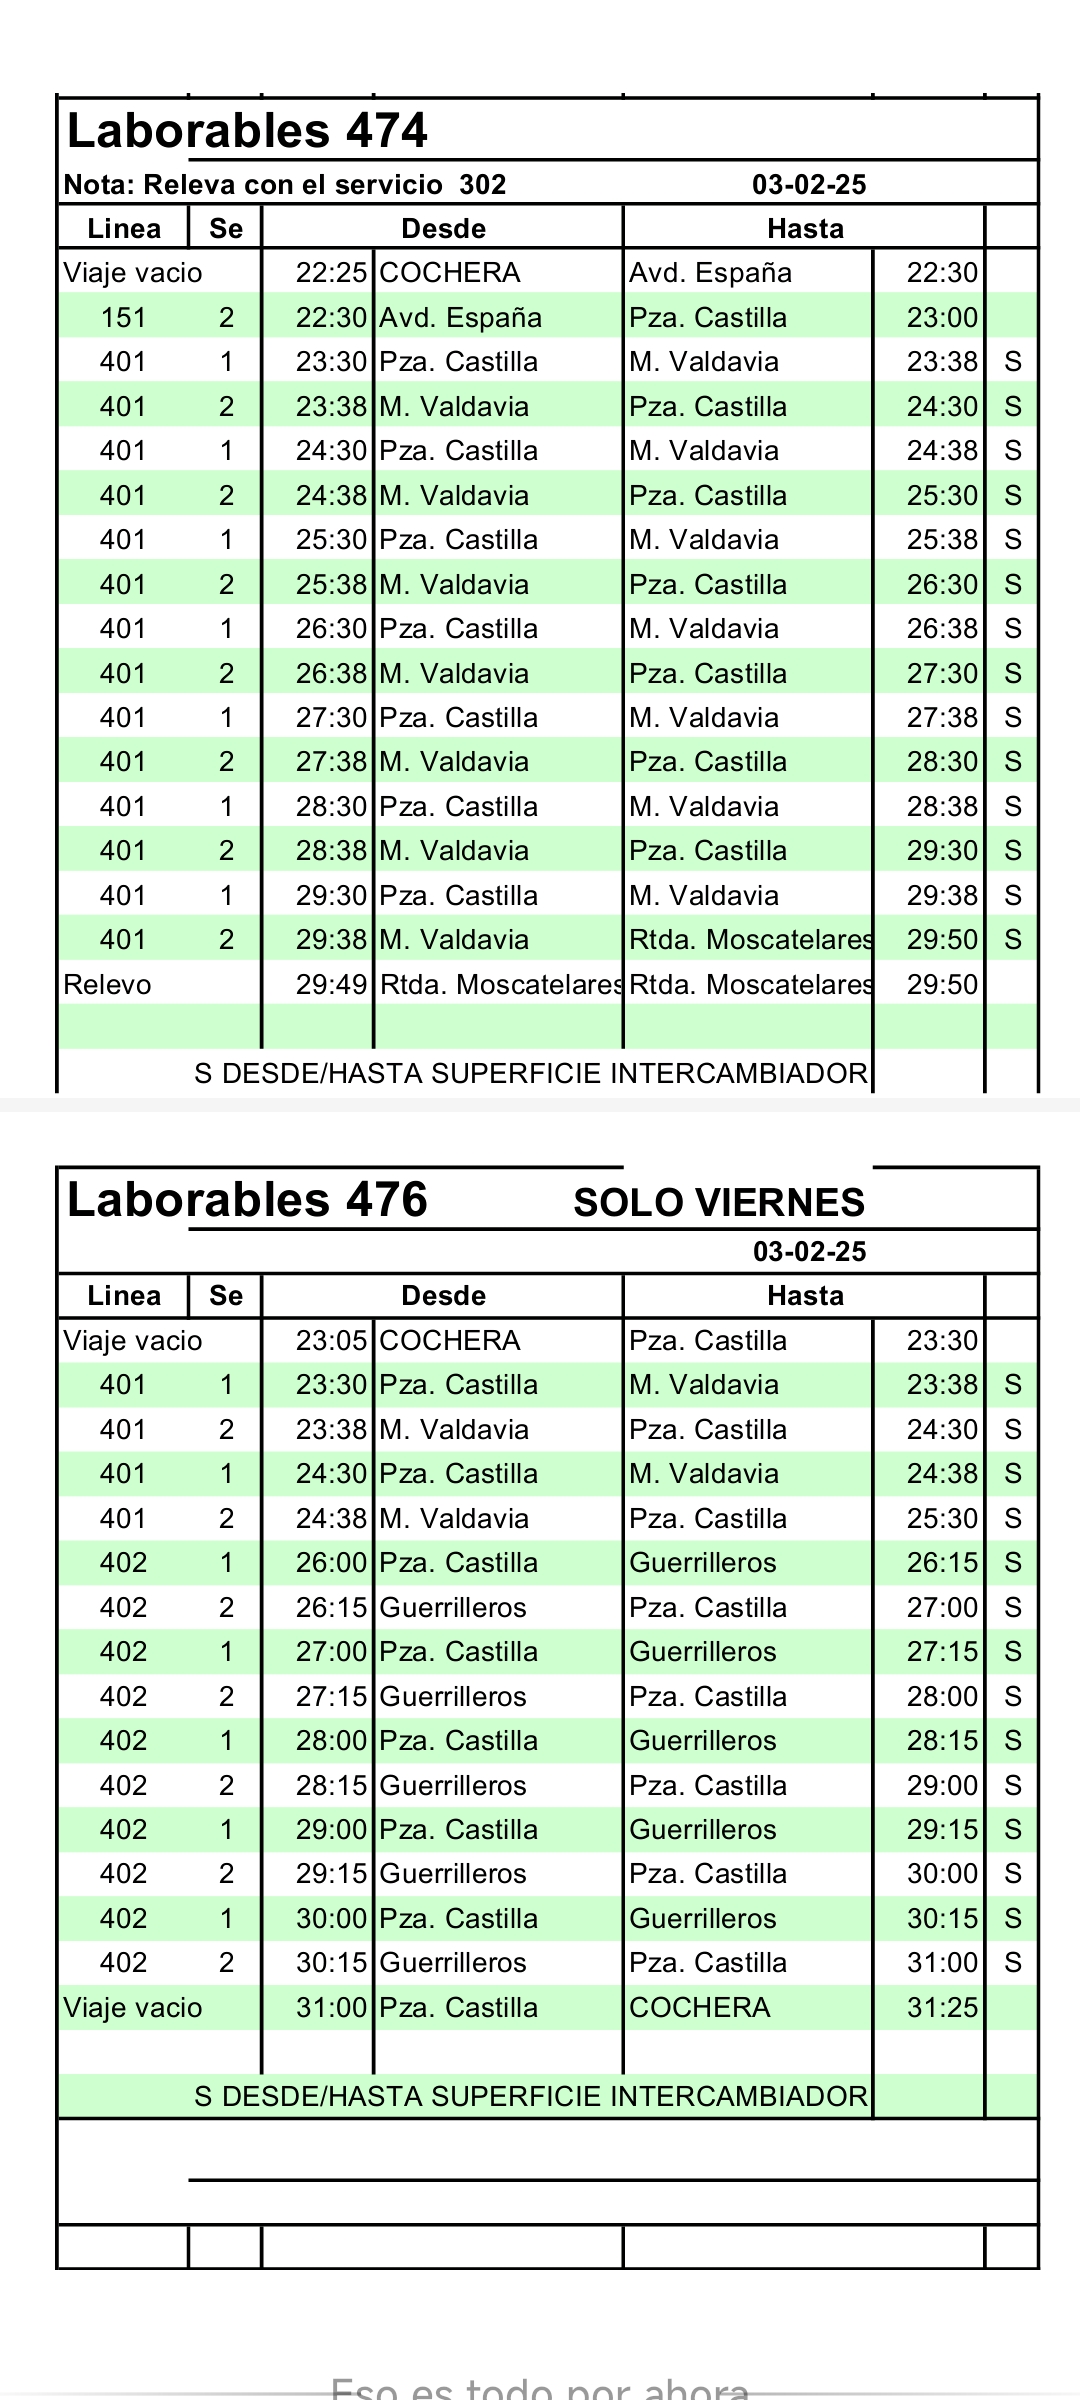 Laborables 474
Nota: Releva con el servicio 302 03-02-25
Linea Se Desde Hasta
Viaje vacio 22:25 COCHERA Avd. España 22:30
151 2 22:30 Avd. España Pza. Castilla 23:00
401 1 23:30 Pza. Castilla M. Valdavia 23:38 S
401 2 23:38 M. Valdavia Pza. Castilla 24:30 S
401 1 24:30 Pza. Castilla M. Valdavia 24:38 S
401 2 24:38 M. Valdavia Pza. Castilla 25:30 S
401 1 25:30 Pza. Castilla M. Valdavia 25:38 S
401 2 25:38 M. Valdavia Pza. Castilla 26:30 S
401 1 26:30 Pza. Castilla M. Valdavia 26:38 S
401 2 26:38 M. Valdavia Pza. Castilla 27:30 S
401 1 27:30 Pza. Castilla M. Valdavia 27:38 S
401 2 27:38 M. Valdavia Pza. Castilla 28:30 S
401 1 28:30 Pza. Castilla M. Valdavia 28:38 S
401 2 28:38 M. Valdavia Pza. Castilla 29:30 S
401 1 29:30 Pza. Castilla M. Valdavia 29:38 S
401 2 29:38 M. Valdavia Rtda. Moscatelares 29:50 S
Relevo 29:49 Rtda. Moscatelares Rtda. Moscatelares 29:50
S DESDE/HASTA SUPERFICIE INTERCAMBIADOR
Laborables 476 SOLO VIERNES
03-02-25
Linea Se Desde Hasta
Viaje vacio 23:05 COCHERA Pza. Castilla 23:30
401 1 23:30 Pza. Castilla M. Valdavia 23:38 S
401 2 23:38 M. Valdavia Pza. Castilla 24:30 S
401 1 24:30 Pza. Castilla M. Valdavia 24:38 S
401 2 24:38 M. Valdavia Pza. Castilla 25:30 S
402 1 26:00 Pza. Castilla Guerrilleros 26:15 S
402 2 26:15 Guerrilleros Pza. Castilla 27:00 S
402 1 27:00 Pza. Castilla Guerrilleros 27:15 S
402 2 27:15 Guerrilleros Pza. Castilla 28:00 S
402 1 28:00 Pza. Castilla Guerrilleros 28:15 S
402 2 28:15 Guerrilleros Pza. Castilla 29:00 S
402 1 29:00 Pza. Castilla Guerrilleros 29:15 S
402 2 29:15 Guerrilleros Pza. Castilla 30:00 S
402 1 30:00 Pza. Castilla Guerrilleros 30:15 S
402 2 30:15 Guerrilleros Pza. Castilla 31:00 S
Viaje vacio 31:00 Pza. Castilla COCHERA 31:25
S DESDE/HASTA SUPERFICIE INTERCAMBIADOR
Eso es todo por ahora